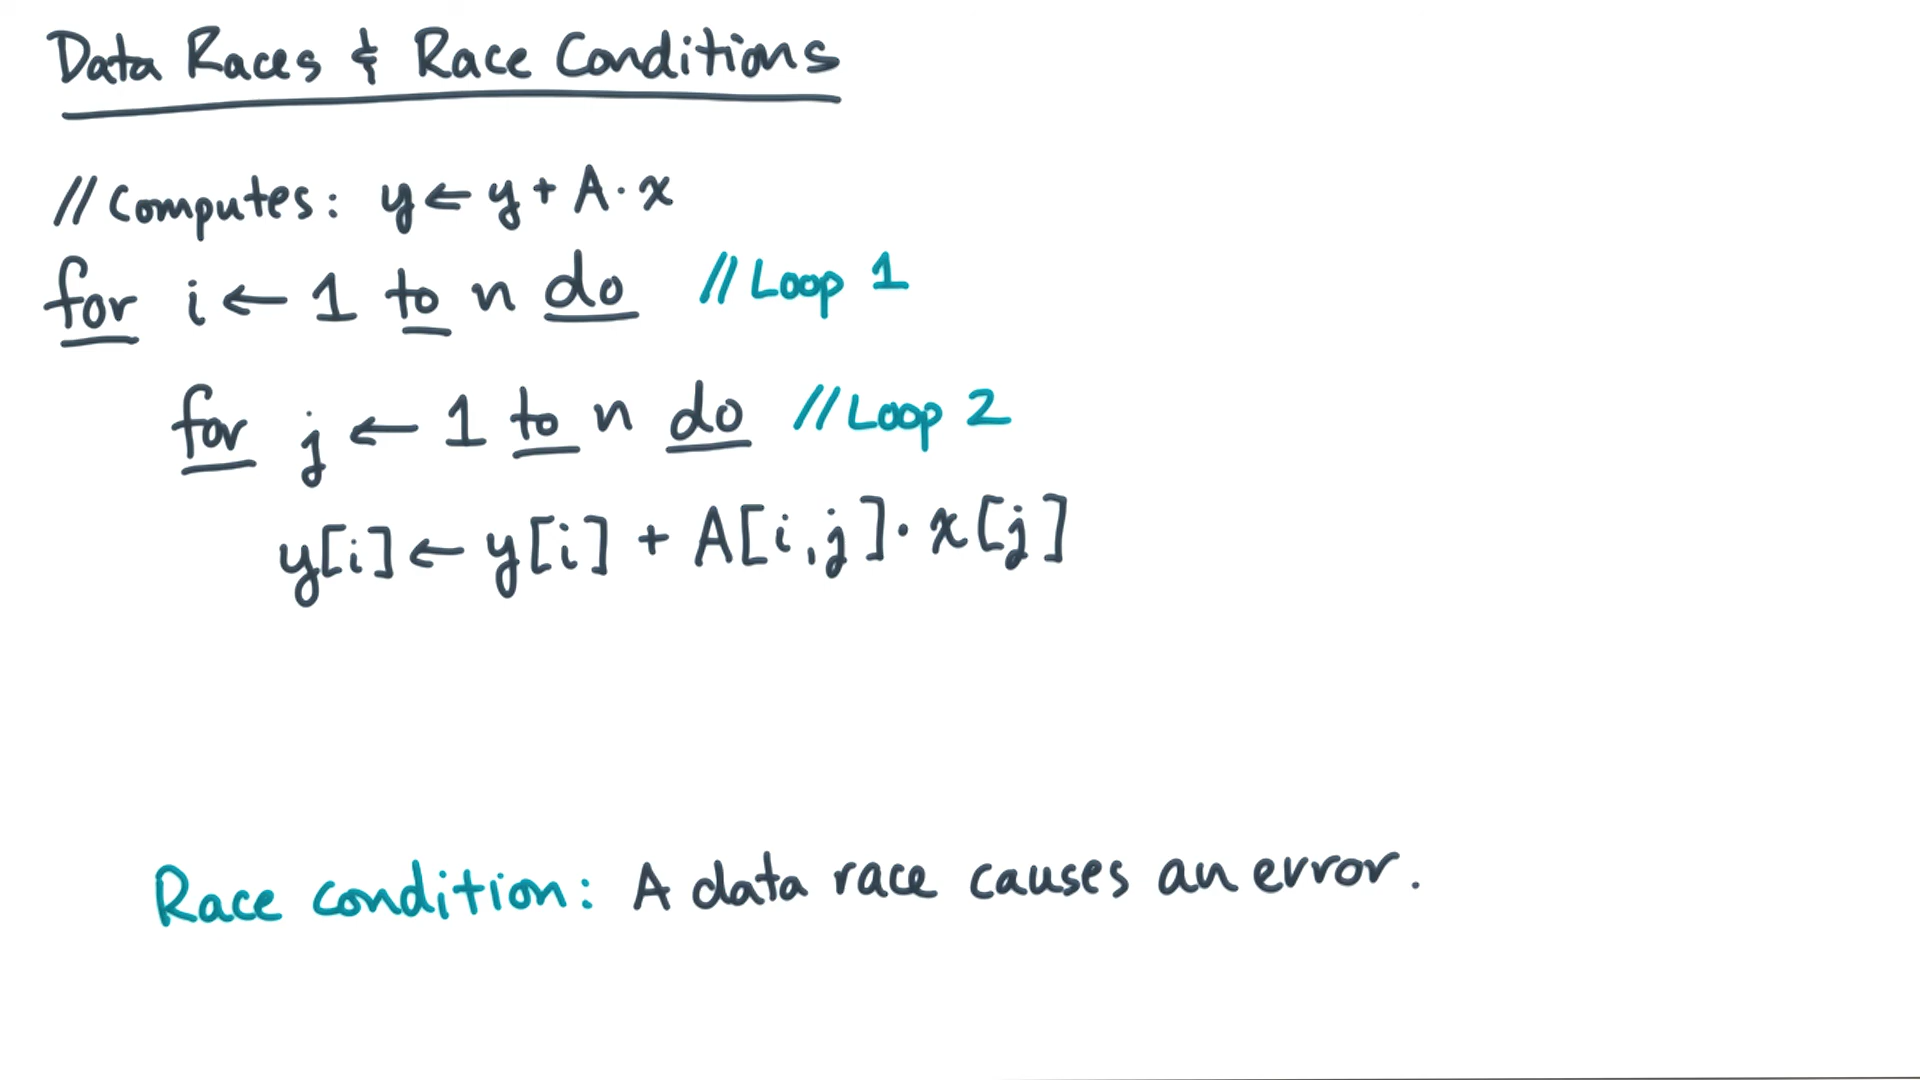 Data Races & Race Conditions
// Computes: y ← y + A · x
for i ← 1 to n do // Loop 1
for j ← 1 to n do // Loop 2
y[i] ← y[i] + A[i,j] · x[j]
Race condition: A data race causes an error.